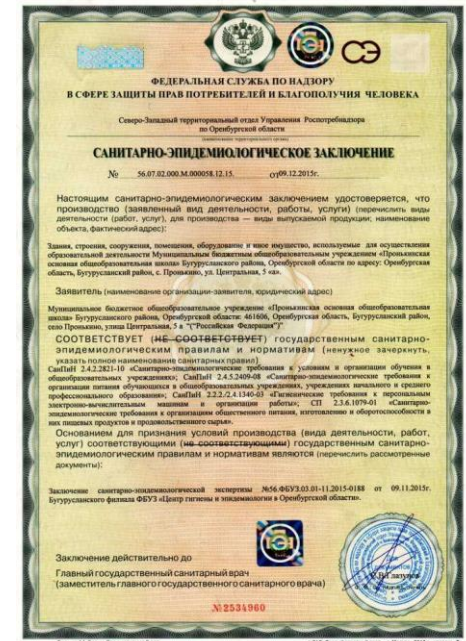 СЭ
ФЕДЕРАЛЬНАЯ СЛУЖБА ПО НАДЗОРУ
В СФЕРЕ ЗАЩИТЫ ПРАВ ПОТРЕБИТЕЛЕЙ И БЛАГОПОЛУЧИЯ ЧЕЛОВЕКА
Северо-Западный территориальный отдел Управления Роспотребнадзора
по Оренбургской области
САНИТАРНО-ЭПИДЕМИОЛОГИЧЕСКОЕ ЗАКЛЮЧЕНИЕ
№ 56.07.02.000.М.000058.12.15. от 09.12.2015г.
Настоящим санитарно-эпидемиологическим заключением удостоверяется, что
производство (заявленный вид деятельности, работы, услуги) (перечислить виды
деятельности (работ, услуг), для производства — виды выпускаемой продукции; наименование
объекта, фактический адрес):
Здания, строения, сооружения, помещения, оборудование и иное имущество, используемые для осуществления
образовательной деятельности Муниципальным бюджетным общеобразовательным учреждением «Пронькинская
основная общеобразовательная школа» Бугурусланского района, Оренбургской области по адресу: Оренбургская
область, Бугурусланский район, с. Пронькино, ул. Центральная, 5 «а».
Заявитель (наименование организации-заявителя, юридический адрес)
Муниципальное бюджетное общеобразовательное учреждение «Пронькинская основная общеобразовательная
школа» Бугурусланского района, Оренбургской области: 461606, Оренбургская область, Бугурусланский район,
село Пронькино, улица Центральная, 5 а "("Российская Федерация")"
СООТВЕТСТВУЕТ (НЕ СООТВЕТСТВУЕТ) государственным санитарно-
эпидемиологическим правилам и нормативам (ненужное зачеркнуть,
указать полное наименование санитарных правил)
СанПиН 2.4.2.2821-10 «Санитарно-эпидемиологические требования к условиям и организации обучения в
общеобразовательных учреждениях»; СанПиН 2.4.5.2409-08 «Санитарно-эпидемиологические требования к
организации питания обучающихся в общеобразовательных учреждениях, учреждениях начального и среднего
профессионального образования»; СанПиН 2.2.2/2.4.1340-03 «Гигиенические требования к персональным
электронно-вычислительным машинам и организации работы»; СП 2.3.6.1079-01 «Санитарно-
эпидемиологические требования к организациям общественного питания, изготовлению и оборотоспособности в
них пищевых продуктов и продовольственного сырья».
Основанием для признания условий производства (вида деятельности, работ,
услуг) соответствующими (не соответствующими) государственным санитарно-
эпидемиологическим правилам и нормативам являются (перечислить рассмотренные
документы):
Заключение санитарно-эпидемиологической экспертизы №56.ФБУЗ.03.01-11.2015-0188 от 09.11.2015г.
Бугурусланского филиала ФБУЗ «Центр гигиены и эпидемиологии в Оренбургской области».
Заключение действительно до
Главный государственный санитарный врач
(заместитель главного государственного санитарного врача)
№2534960